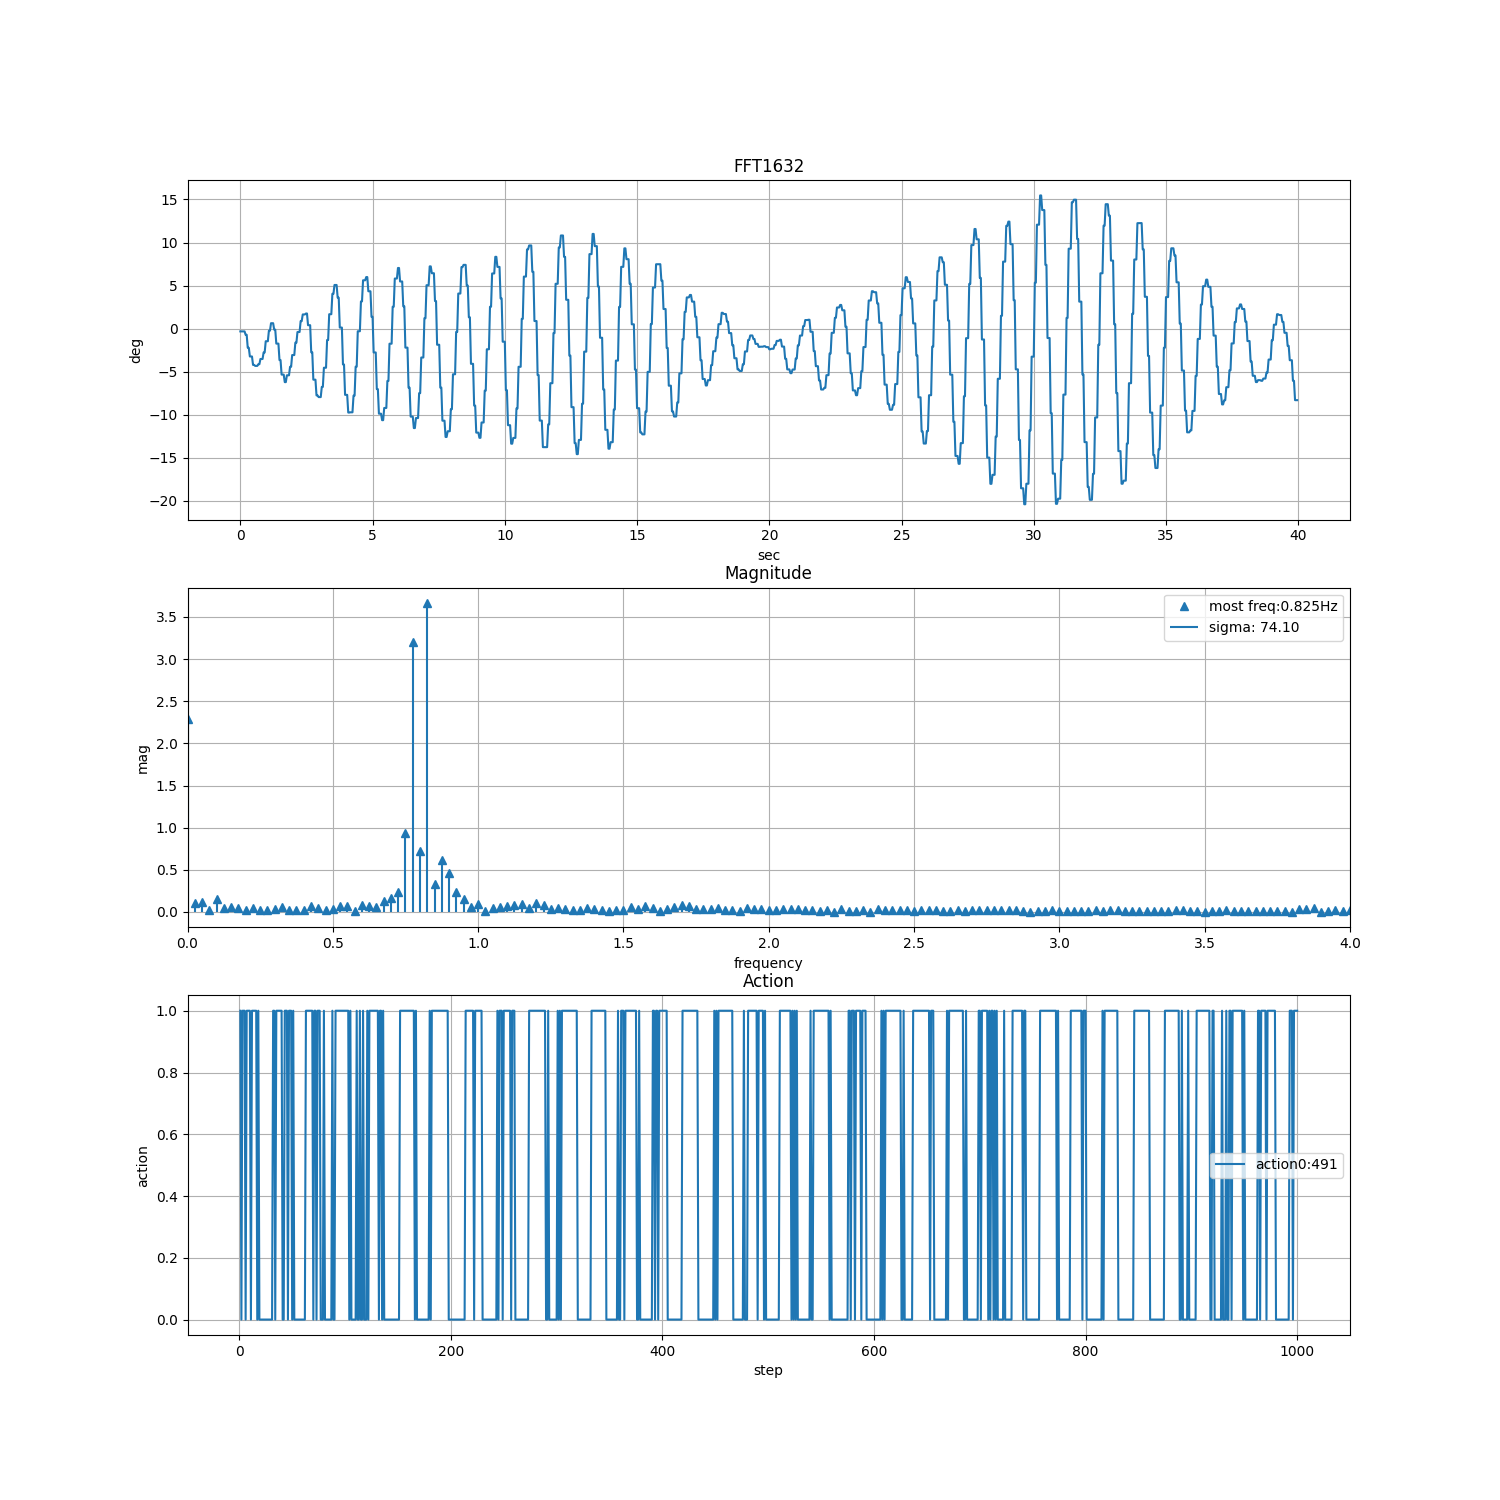 FFT1632
15
10
5
0
−5
−10
−15
−20
deg
0 5 10 15 20 25 30 35 40
sec
Magnitude
most freq:0.825Hz
sigma: 74.10
3.5
3.0
2.5
2.0
1.5
1.0
0.5
0.0
mag
0.0 0.5 1.0 1.5 2.0 2.5 3.0 3.5 4.0
frequency
Action
1.0
0.8
0.6
0.4
0.2
0.0
action
action0:491
0 200 400 600 800 1000
step